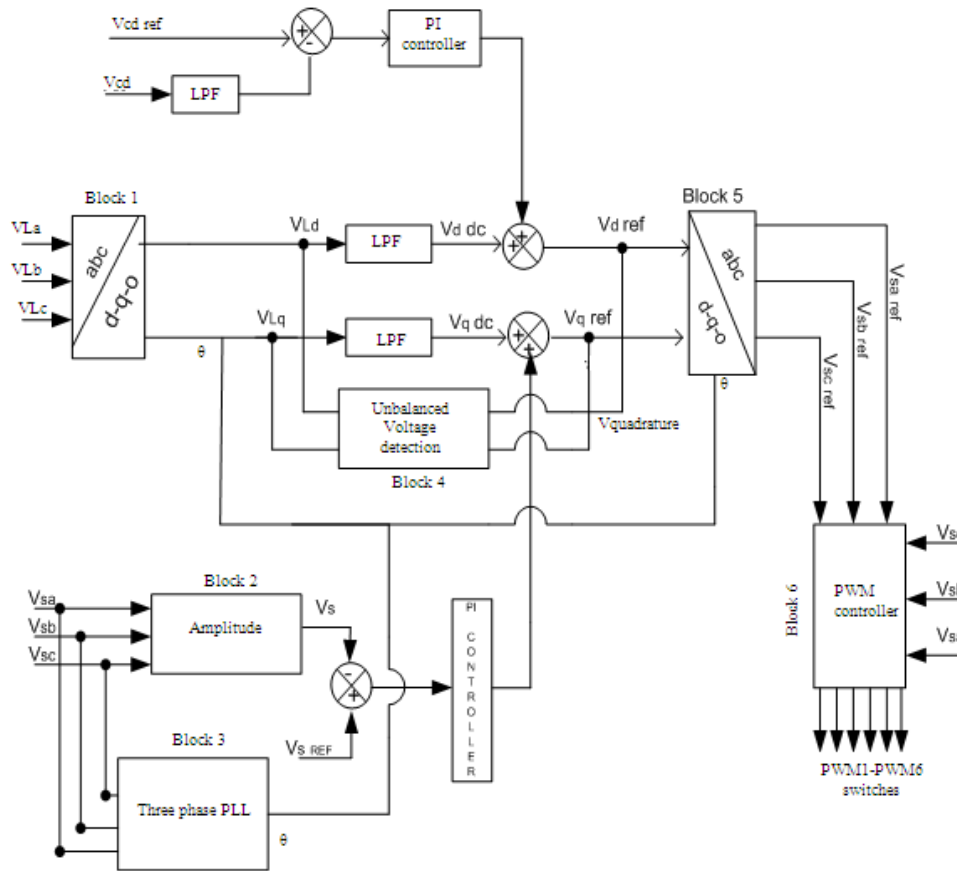 Vcd ref
PI
controller
Vcd
LPF
+
-
Block 1
VLa
VLb
VLc
abc
d-q-o
VLd
LPF
Vd dc
+
+
Vd ref
Block 5
abc
d-q-o
VLq
LPF
Vq dc
+
+
Vq ref
θ
θ
Vsa ref
Vsb ref
Vsc ref
Unbalanced
Voltage
detection
Vquadrature
Block 4
Block 2
Vsa
Vsb
Vsc
Amplitude
Vs
-
+
VS REF
PI
CONTROLLER
Block 3
Three phase PLL
θ
Block 6
PWM
controller
PWM1-PWM6
switches